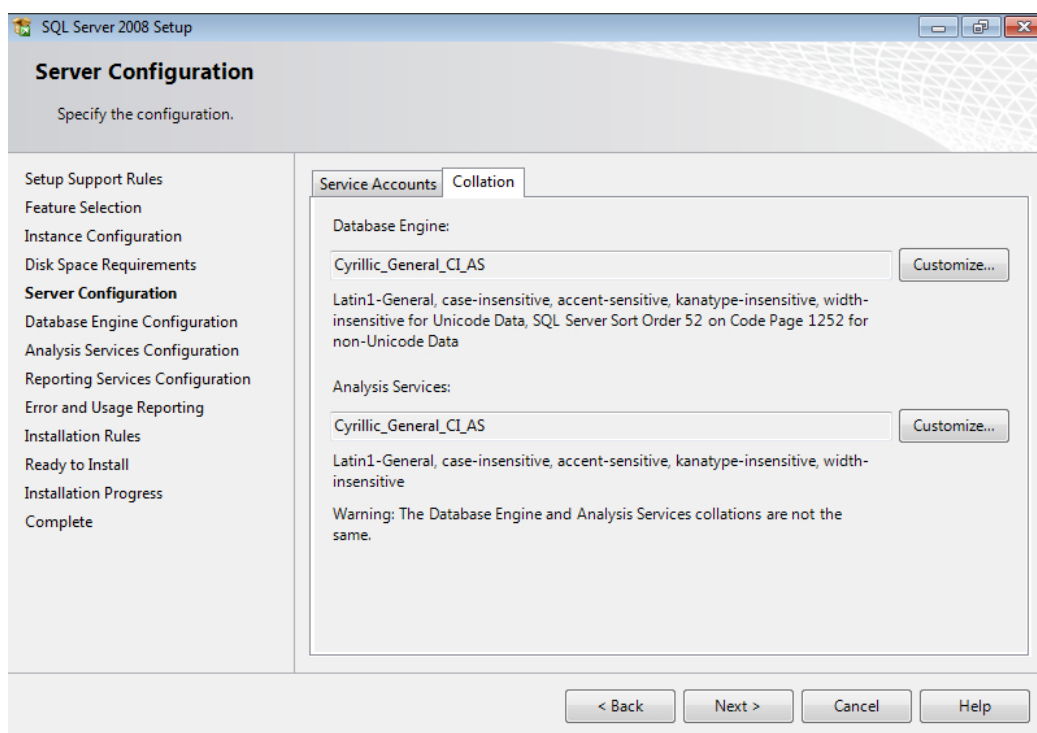 SQL Server 2008 Setup
Server Configuration
Specify the configuration.
Setup Support Rules
Feature Selection
Instance Configuration
Disk Space Requirements
Server Configuration
Database Engine Configuration
Analysis Services Configuration
Reporting Services Configuration
Error and Usage Reporting
Installation Rules
Ready to Install
Installation Progress
Complete
Service Accounts
Collation
Database Engine:
Cyrillic_General_CI_AS
Customize...
Latin1-General, case-insensitive, accent-sensitive, kanatype-insensitive, width-
insensitive for Unicode Data, SQL Server Sort Order 52 on Code Page 1252 for
non-Unicode Data
Analysis Services:
Cyrillic_General_CI_AS
Customize...
Latin1-General, case-insensitive, accent-sensitive, kanatype-insensitive, width-
insensitive
Warning: The Database Engine and Analysis Services collations are not the
same.
< Back
Next >
Cancel
Help